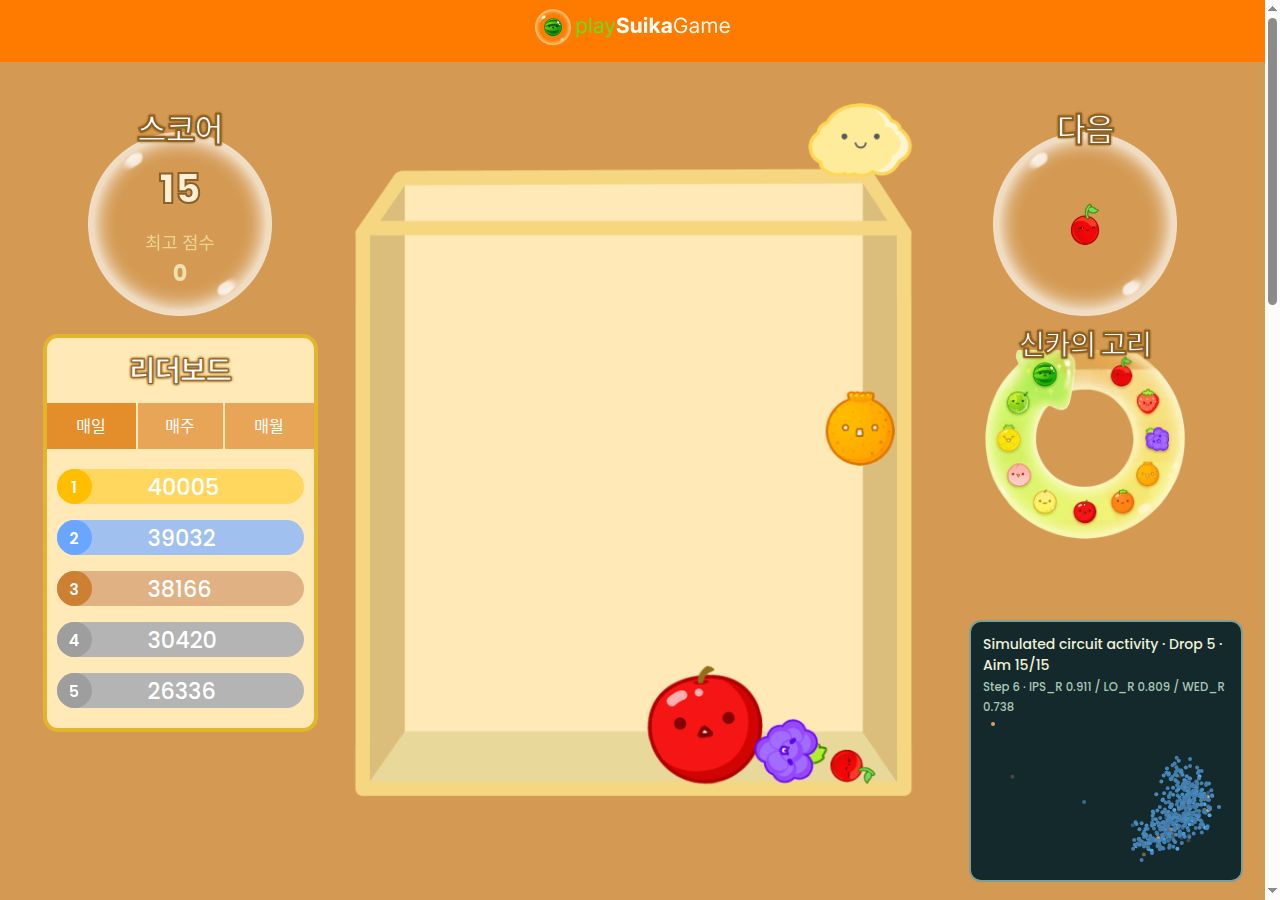 playSuikaGame
스코어
15
최고 점수
0
리더보드
매일 매주 매월
1 40005
2 39032
3 38166
4 30420
5 26336
다음
신카의 고리
Simulated circuit activity · Drop 5 ·
Aim 15/15
Step 6 · IPS_R 0.911 / LO_R 0.809 / WED_R
0.738